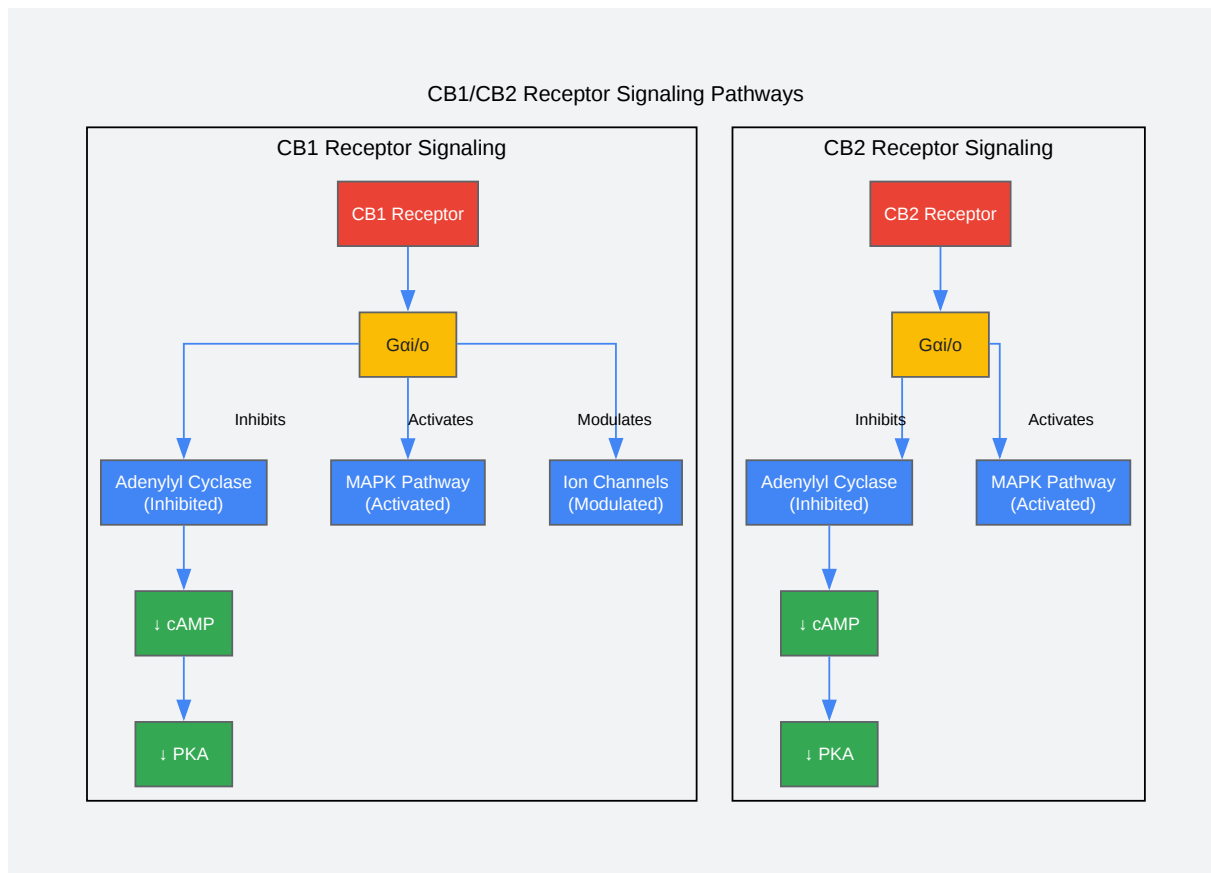 CB1/CB2 Receptor Signaling Pathways
CB1 Receptor Signaling
CB1 Receptor
Gαi/o
Inhibits
Activates
Modulates
Adenylyl Cyclase
(Inhibited)
MAPK Pathway
(Activated)
Ion Channels
(Modulated)
↓ cAMP
↓ PKA
CB2 Receptor Signaling
CB2 Receptor
Gαi/o
Inhibits
Activates
Adenylyl Cyclase
(Inhibited)
MAPK Pathway
(Activated)
↓ cAMP
↓ PKA